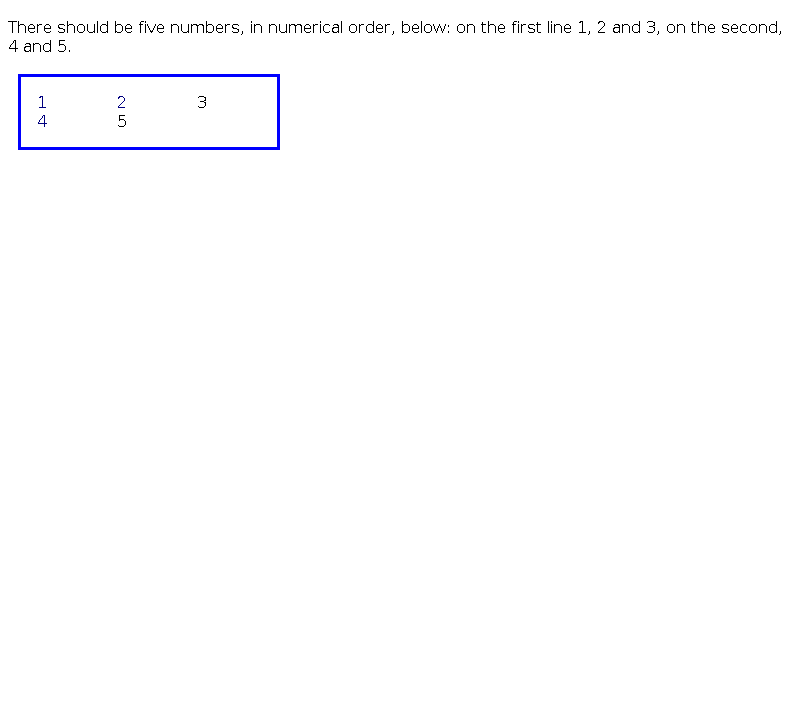 There should be five numbers, in numerical order, below: on the first line 1, 2 and 3, on the second,
4 and 5.
1 2 3
4 5